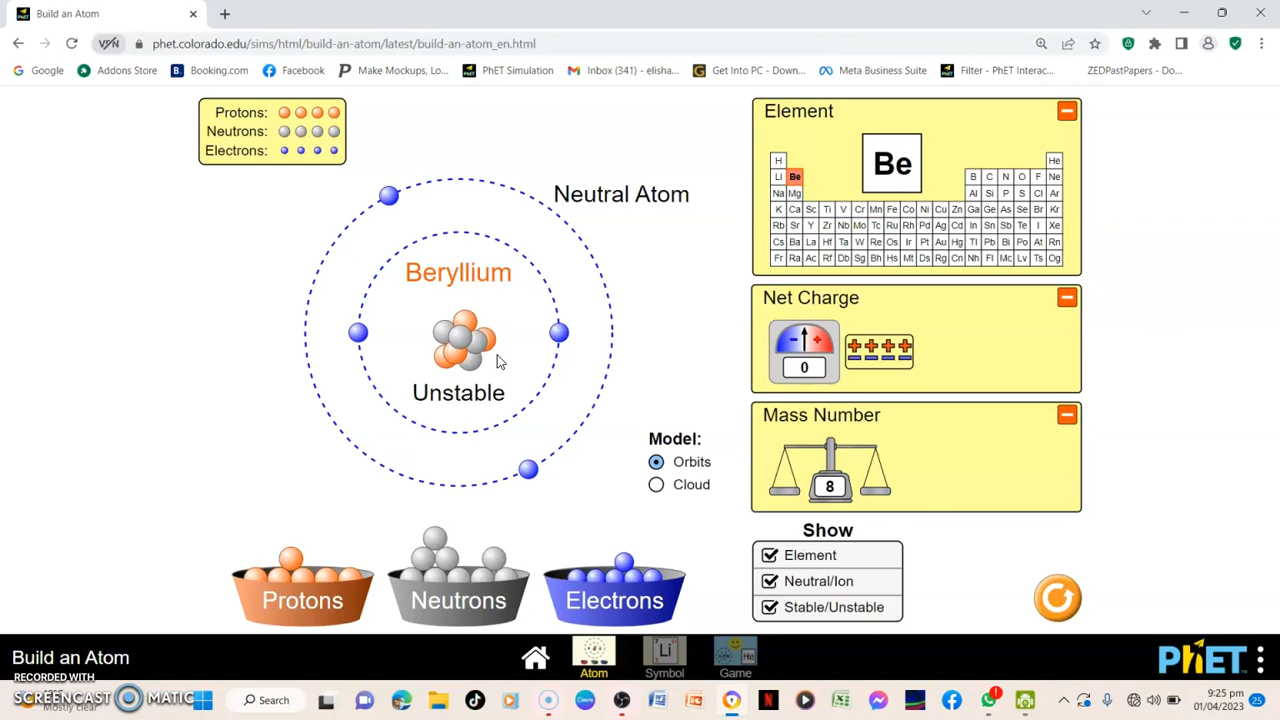 Build an Atom
phet.colorado.edu/sims/html/build-an-atom/latest/build-an-atom_en.html
VPN
Google
Addons Store
B. Booking.com
Facebook
Make Mockups, Lo...
PhET Simulation
Inbox (341) – elisha...
Get Into PC - Down...
Meta Business Suite
Filter - PhET Interac...
ZEDPastPapers - Do...
Protons:
Neutrons:
Electrons:
Neutral Atom
Beryllium
Unstable
Model:
Orbits
Cloud
Protons
Neutrons
Electrons
Element
Be
H He
Li Be B C N O F Ne
Na Mg Al Si P S Cl Ar
K Ca Sc Ti V Cr Mn Fe Co Ni Cu Zn Ga Ge As Se Br Kr
Rb Sr Y Zr Nb Mo Tc Ru Rh Pd Ag Cd In Sn Sb Te I Xe
Cs Ba La Hf Ta W Re Os Ir Pt Au Hg Tl Pb Bi Po At Rn
Fr Ra Ac Rf Db Sg Bh Hs Mt Ds Rg Cn Nh Fl Mc Lv Ts Og
Net Charge
− +
0
+ + + +
− − − −
Mass Number
8
Show
Element
Neutral/Ion
Stable/Unstable
Build an Atom
Atom
Li
Symbol
He
Game
PhET
RECORDED WITH
SCREENCAST MATIC
Mostly clear
Search
9:25 pm
01/04/2023
25